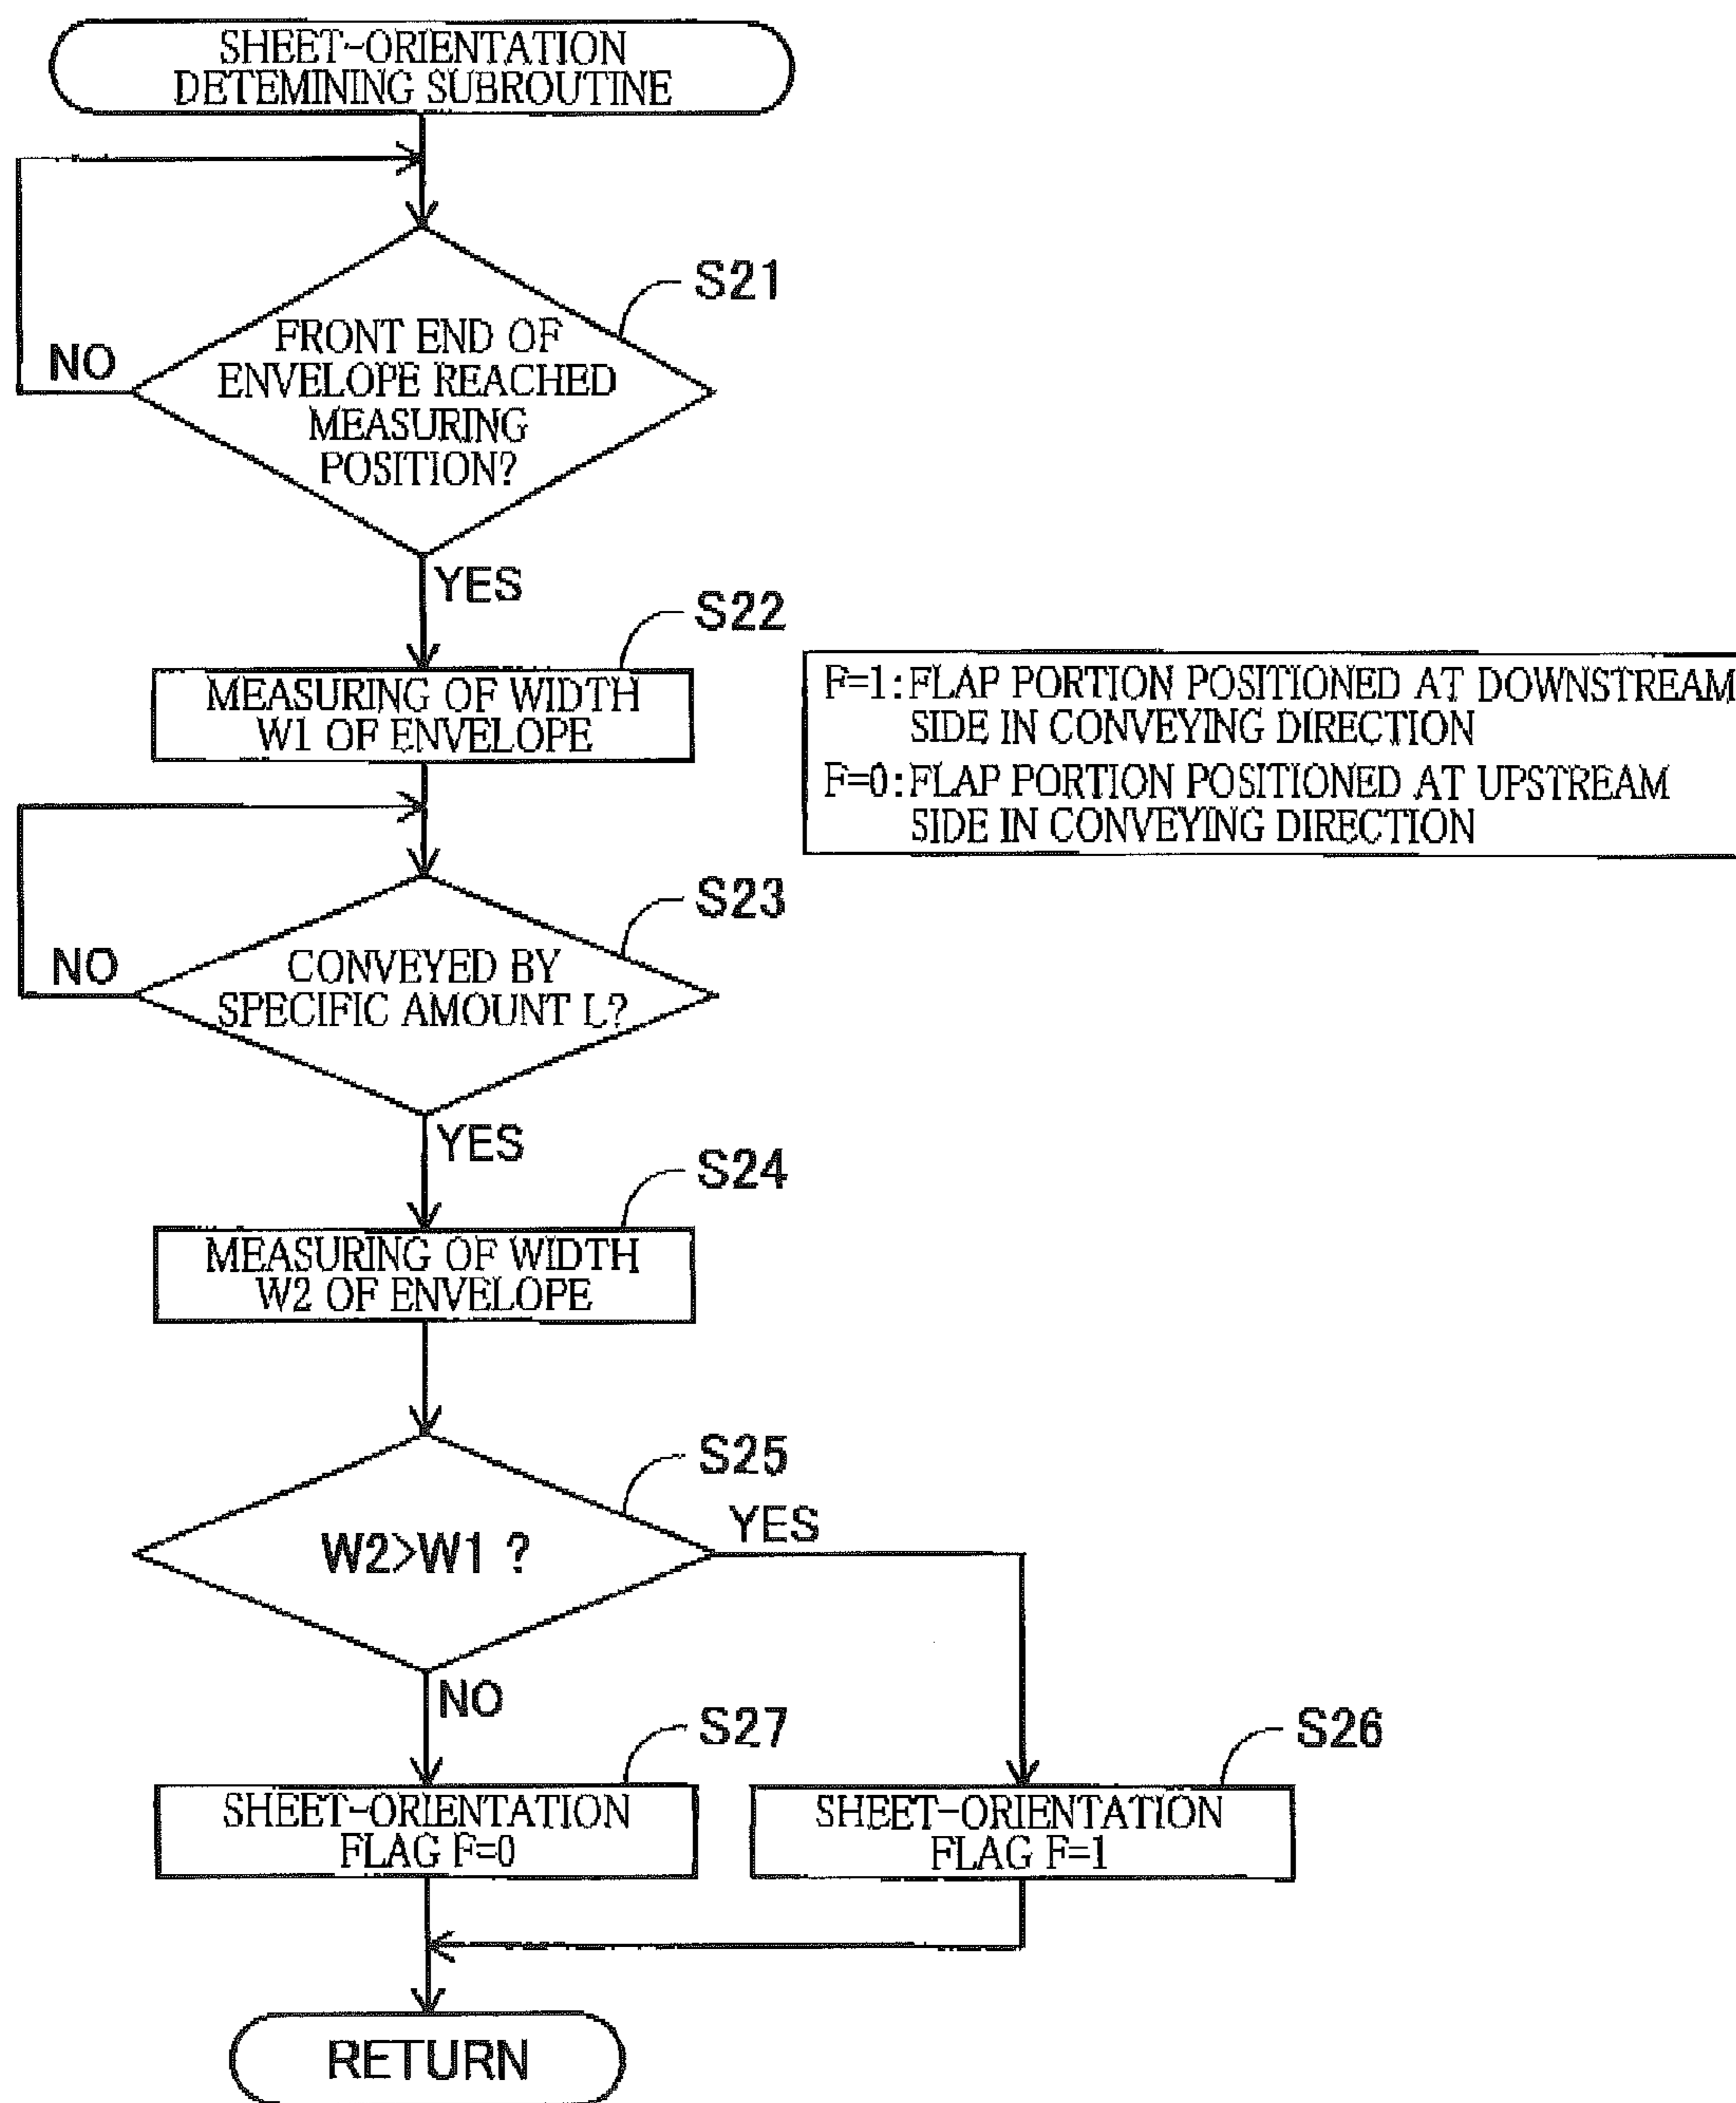 SHEET-ORIENTATION
DETEMINING SUBROUTINE
S21
FRONT END OF
ENVELOPE REACHED
MEASURING
POSITION?
NO
YES
S22
MEASURING OF WIDTH
W1 OF ENVELOPE
F=1:FLAP PORTION POSITIONED AT DOWNSTREAM
SIDE IN CONVEYING DIRECTION
F=0:FLAP PORTION POSITIONED AT UPSTREAM
SIDE IN CONVEYING DIRECTION
S23
NO
CONVEYED BY
SPECIFIC AMOUNT L?
YES
S24
MEASURING OF WIDTH
W2 OF ENVELOPE
S25
YES
W2>W1 ?
NO
S27
S26
SHEET-ORIENTATION
FLAG F=0
SHEET-ORIENTATION
FLAG F=1
RETURN